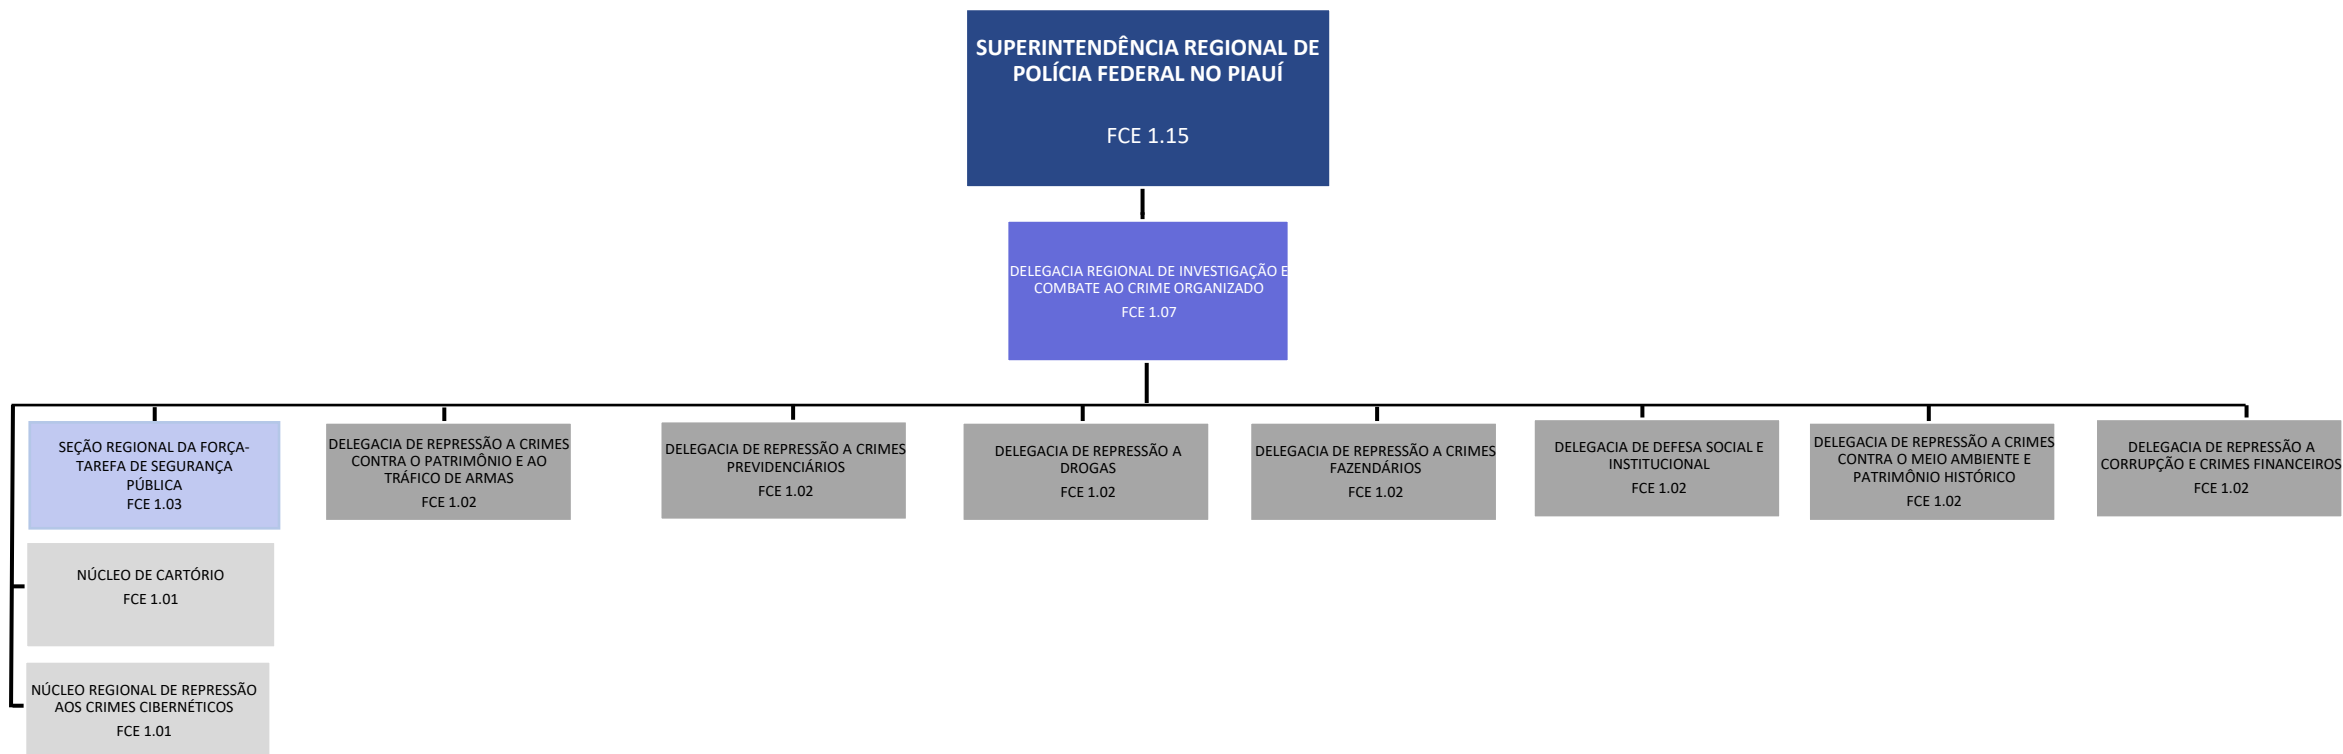 SUPERINTENDÊNCIA REGIONAL DE
POLÍCIA FEDERAL NO PIAUÍ
FCE 1.15
DELEGACIA REGIONAL DE INVESTIGAÇÃO E
COMBATE AO CRIME ORGANIZADO
FCE 1.07
SEÇÃO REGIONAL DA FORÇA-
TAREFA DE SEGURANÇA
PÚBLICA
FCE 1.03
DELEGACIA DE REPRESSÃO A CRIMES
CONTRA O PATRIMÔNIO E AO
TRÁFICO DE ARMAS
FCE 1.02
DELEGACIA DE REPRESSÃO A CRIMES
PREVIDENCIÁRIOS
FCE 1.02
DELEGACIA DE REPRESSÃO A
DROGAS
FCE 1.02
DELEGACIA DE REPRESSÃO A CRIMES
FAZENDÁRIOS
FCE 1.02
DELEGACIA DE DEFESA SOCIAL E
INSTITUCIONAL
FCE 1.02
DELEGACIA DE REPRESSÃO A CRIMES
CONTRA O MEIO AMBIENTE E
PATRIMÔNIO HISTÓRICO
FCE 1.02
DELEGACIA DE REPRESSÃO A
CORRUPÇÃO E CRIMES FINANCEIROS
FCE 1.02
NÚCLEO DE CARTÓRIO
FCE 1.01
NÚCLEO REGIONAL DE REPRESSÃO
AOS CRIMES CIBERNÉTICOS
FCE 1.01